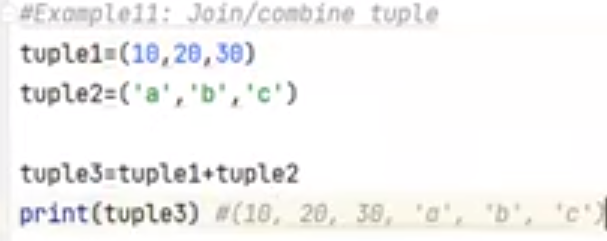 #Example11: Join/combine tuple
tuple1=(10,20,30)
tuple2=('a','b','c')
tuple3=tuple1+tuple2
print(tuple3) #(10, 20, 30, 'a', 'b', 'c')